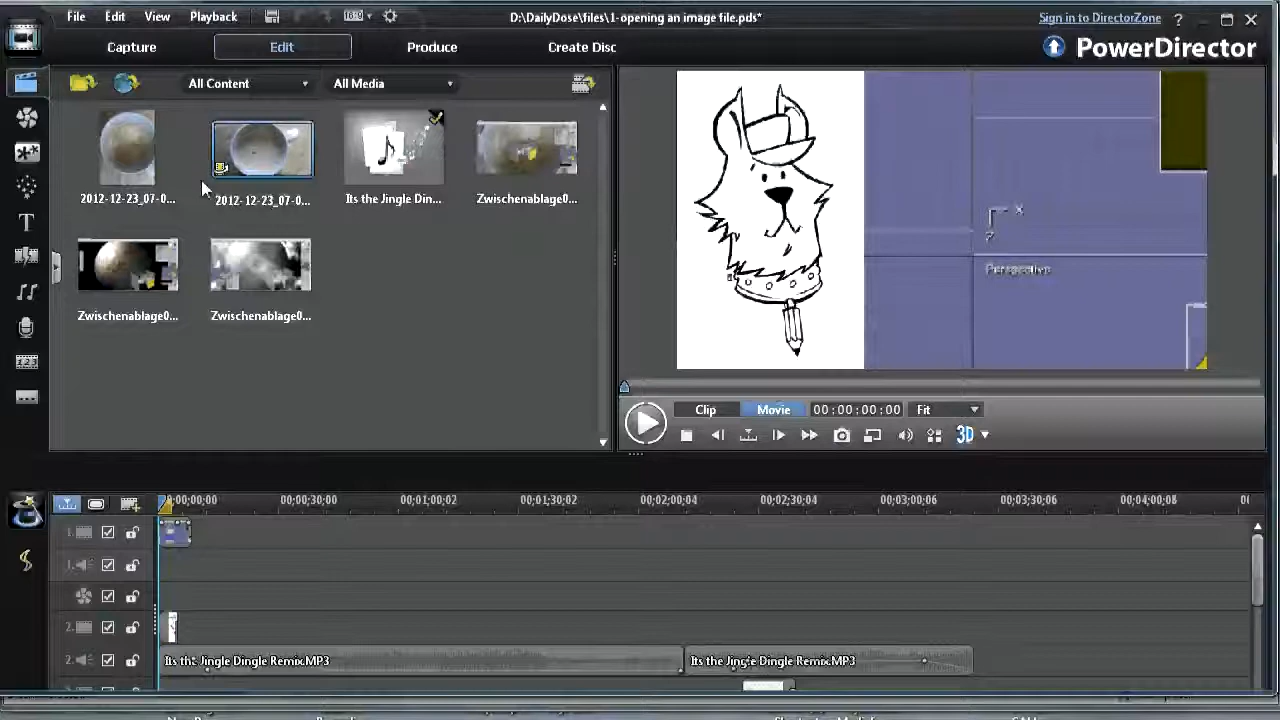 File Edit View Playback
D:\DailyDose\files\1-opening an image file.pds*
Sign in to DirectorZone ?
Capture Edit Produce Create Disc
PowerDirector
All Content All Media
2012-12-23_07-0...
2012-12-23_07-0...
Its the Jingle Din...
Zwischenablage0...
Zwischenablage0...
Zwischenablage0...
T
X
Z
Perspective
Clip Movie 00:00:00:00 Fit
3D
00:00:00 00:00:30:00 00:01:00:02 00:01:30:02 00:02:00:04 00:02:30:04 00:03:00:06 00:03:30:06 00:04:00:08
1.
1.
2.
2.
Its tht Jingle Dingle Remix.MP3 Its the Jingle Dingle Remix.MP3